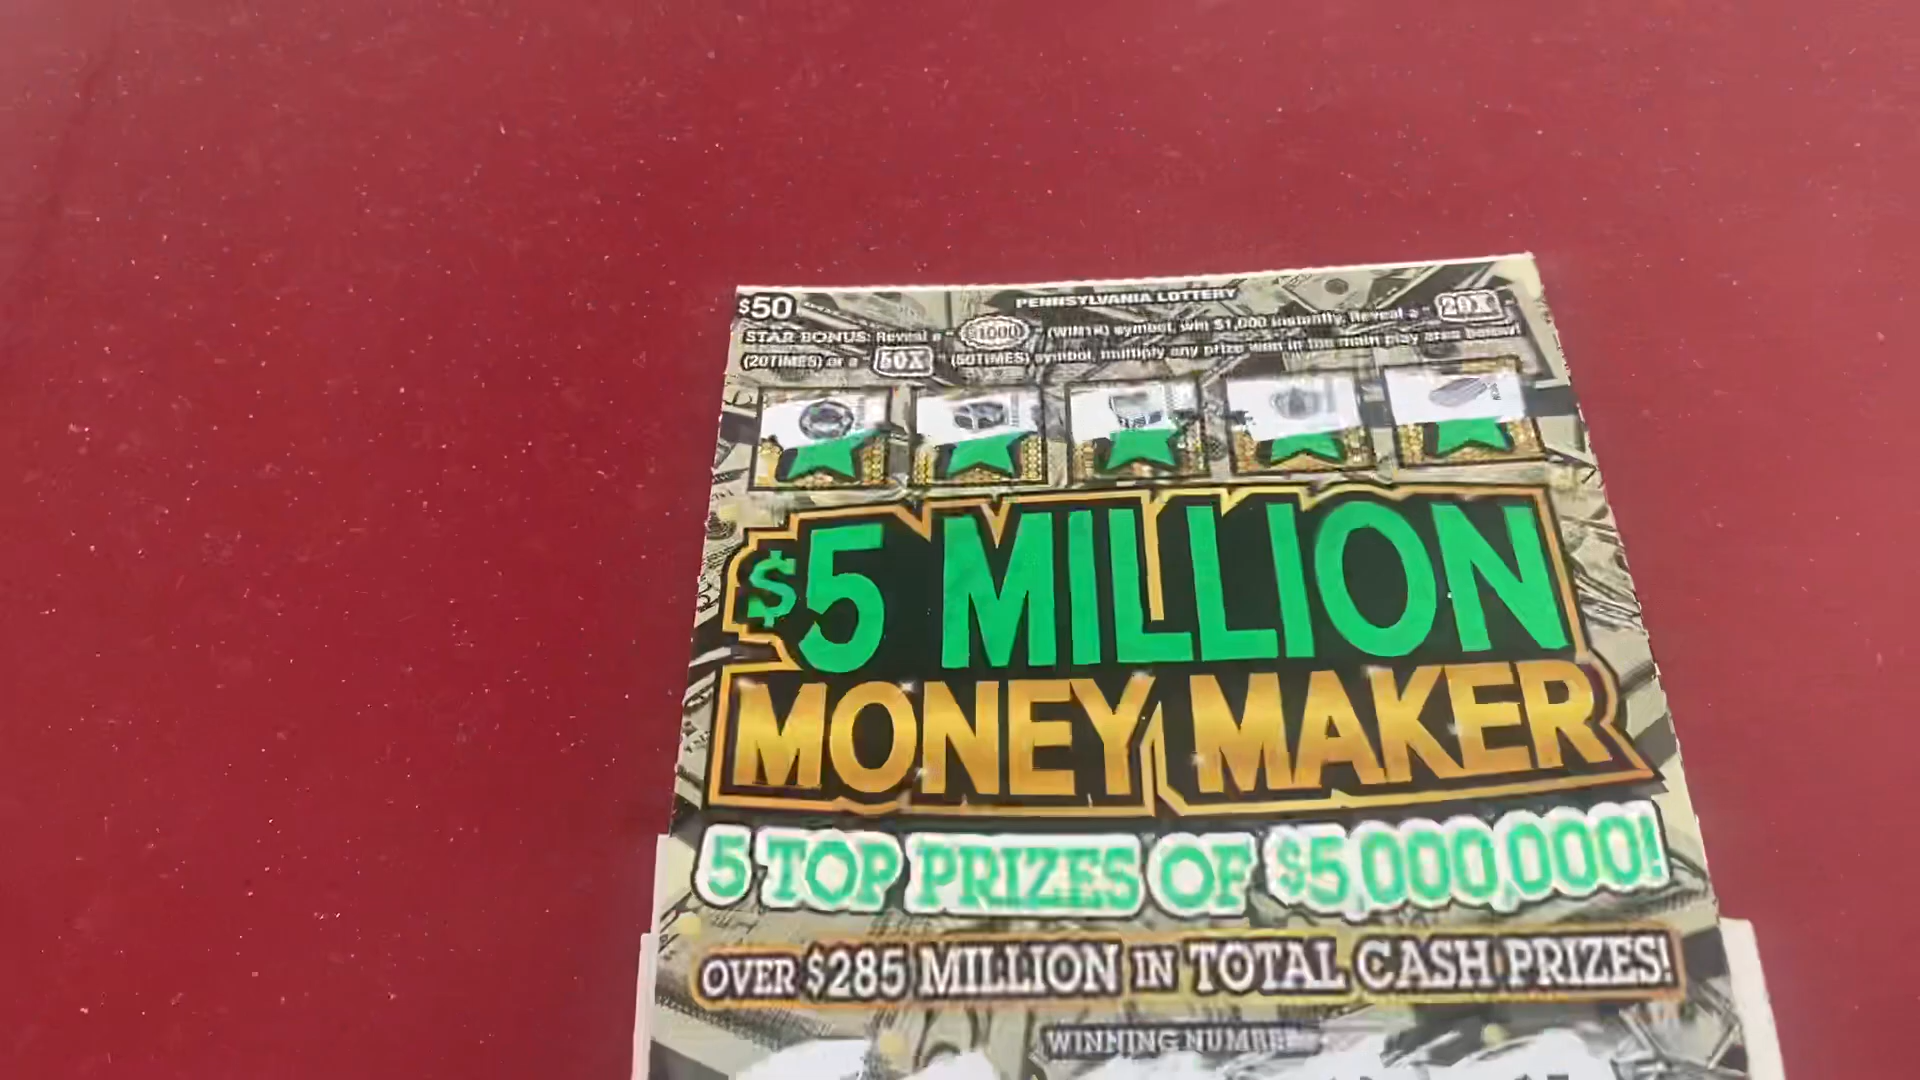 $50
PENNSYLVANIA LOTTERY
STAR BONUS: Reveal a "$1000" (WIN1K) symbol, win $1,000 instantly. Reveal a "20X"
(20TIMES) or a "50X" (50TIMES) symbol, multiply any prize won in the main play area below!
$5 MILLION
MONEY MAKER
5 TOP PRIZES OF $5,000,000!
OVER $285 MILLION IN TOTAL CASH PRIZES!
WINNING